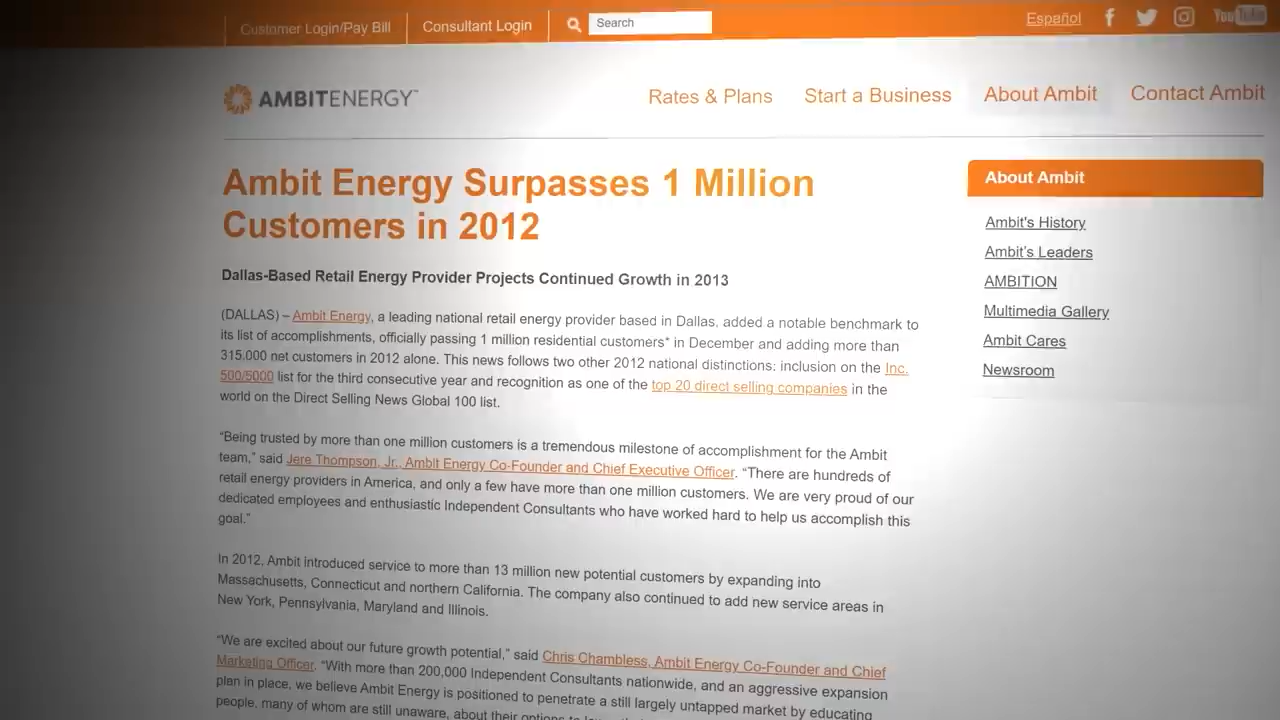 Customer Login/Pay Bill
Consultant Login
Search
Español
YouTube
AMBITENERGY
Rates & Plans
Start a Business
About Ambit
Contact Ambit
Ambit Energy Surpasses 1 Million
Customers in 2012
Dallas-Based Retail Energy Provider Projects Continued Growth in 2013
(DALLAS) – Ambit Energy, a leading national retail energy provider based in Dallas, added a notable benchmark to
its list of accomplishments, officially passing 1 million residential customers* in December and adding more than
315,000 net customers in 2012 alone. This news follows two other 2012 national distinctions: inclusion on the Inc.
500/5000 list for the third consecutive year and recognition as one of the top 20 direct selling companies in the
world on the Direct Selling News Global 100 list.
“Being trusted by more than one million customers is a tremendous milestone of accomplishment for the Ambit
team,” said Jere Thompson, Jr., Ambit Energy Co-Founder and Chief Executive Officer. “There are hundreds of
retail energy providers in America, and only a few have more than one million customers. We are very proud of our
dedicated employees and enthusiastic Independent Consultants who have worked hard to help us accomplish this
goal.”
In 2012, Ambit introduced service to more than 13 million new potential customers by expanding into
Massachusetts, Connecticut and northern California. The company also continued to add new service areas in
New York, Pennsylvania, Maryland and Illinois.
“We are excited about our future growth potential,” said Chris Chambless, Ambit Energy Co-Founder and Chief
Marketing Officer. “With more than 200,000 Independent Consultants nationwide, and an aggressive expansion
plan in place, we believe Ambit Energy is positioned to penetrate a still largely untapped market by educating
people, many of whom are still unaware, about their options to
About Ambit
Ambit's History
Ambit's Leaders
AMBITION
Multimedia Gallery
Ambit Cares
Newsroom